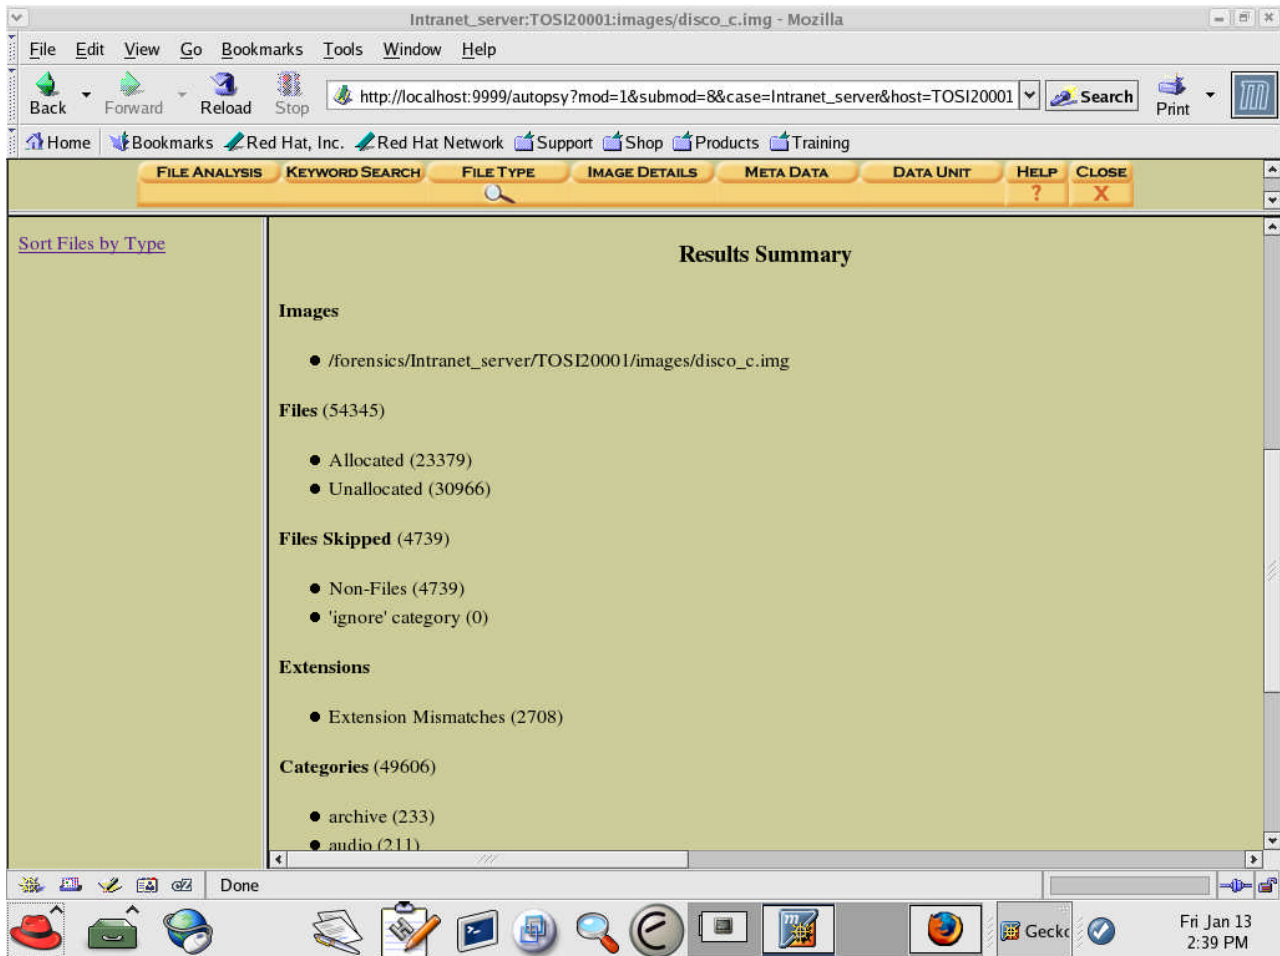 Intranet_server:TOSI20001:images/disco_c.img - Mozilla
File Edit View Go Bookmarks Tools Window Help
Back Forward Reload Stop http://localhost:9999/autopsy?mod=1&submod=8&case=Intranet_server&host=TOSI20001 Search Print
Home Bookmarks Red Hat, Inc. Red Hat Network Support Shop Products Training
FILE ANALYSIS KEYWORD SEARCH FILE TYPE IMAGE DETAILS META DATA DATA UNIT HELP CLOSE
? X
Sort Files by Type
Results Summary
Images
• /forensics/Intranet_server/TOSI20001/images/disco_c.img
Files (54345)
• Allocated (23379)
• Unallocated (30966)
Files Skipped (4739)
• Non-Files (4739)
• 'ignore' category (0)
Extensions
• Extension Mismatches (2708)
Categories (49606)
• archive (233)
• audio (211)
Done
Gecko
Fri Jan 13
2:39 PM